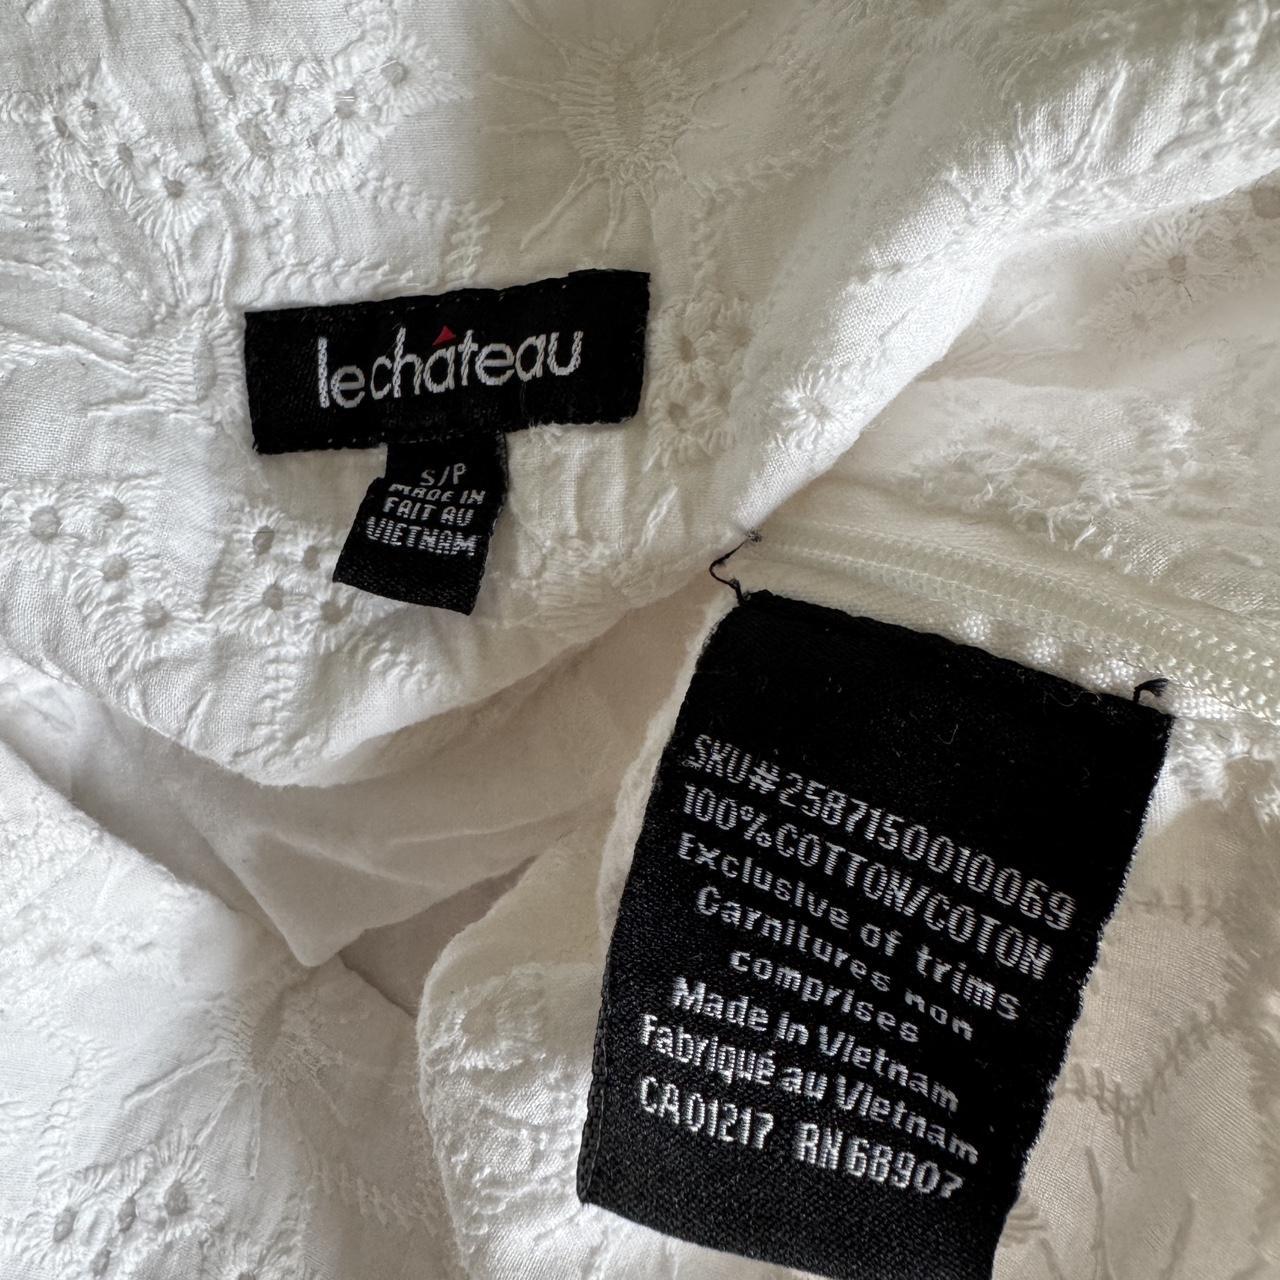 lechâteau
S/P
MADE IN
FAIT AU
VIETNAM
SKU#2587150010069
100%COTTON/COTON
Exclusive of trims
Garnitures non
comprises
Made in Vietnam
Fabriqué au Vietnam
CA01217 RN68907